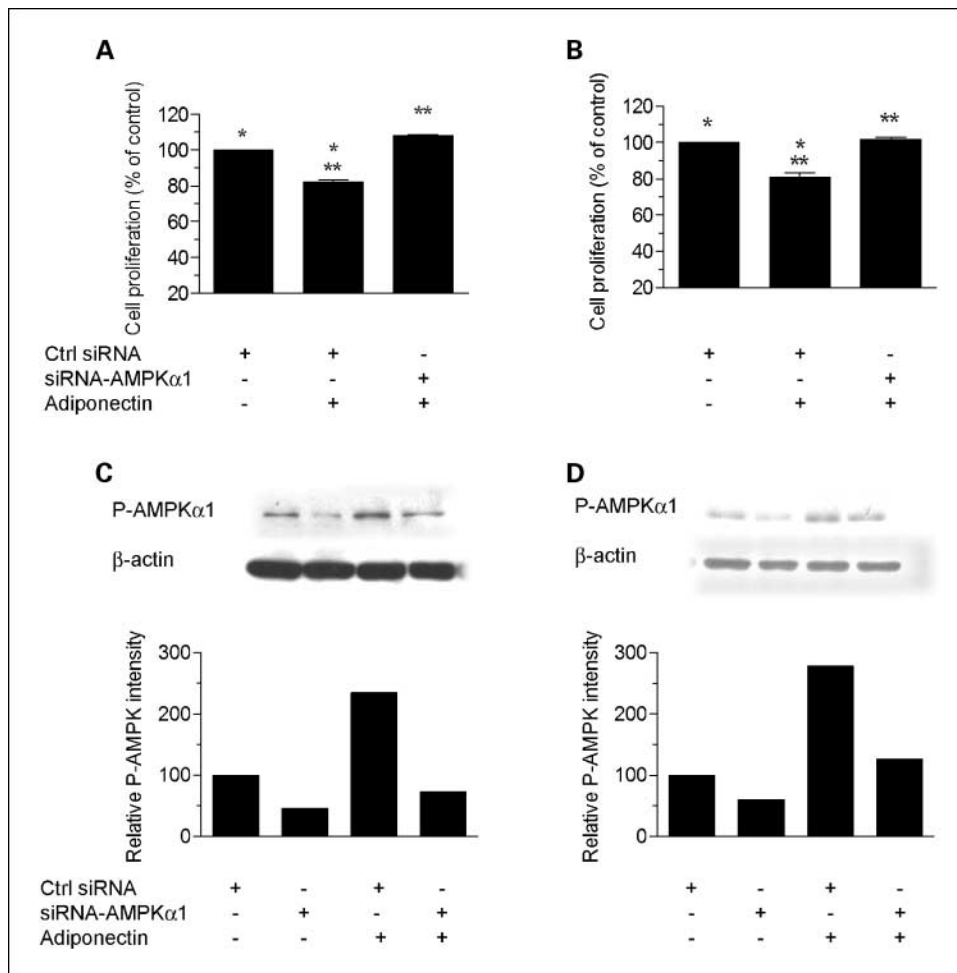 A
Cell proliferation (% of control)
120
100
80
60
40
20
*
*
**
**
Ctrl siRNA + + -
siRNA-AMPKα1 - - +
Adiponectin - + +
B
Cell proliferation (% of control)
120
100
80
60
40
20
*
*
**
**
+ + -
- - +
- + +
C
P-AMPKα1
β-actin
Relative P-AMPK intensity
300
200
100
0
Ctrl siRNA + - + -
siRNA-AMPKα1 - + - +
Adiponectin - - + +
D
P-AMPKα1
β-actin
Relative P-AMPK intensity
300
200
100
0
+ - + -
- + - +
- - + +